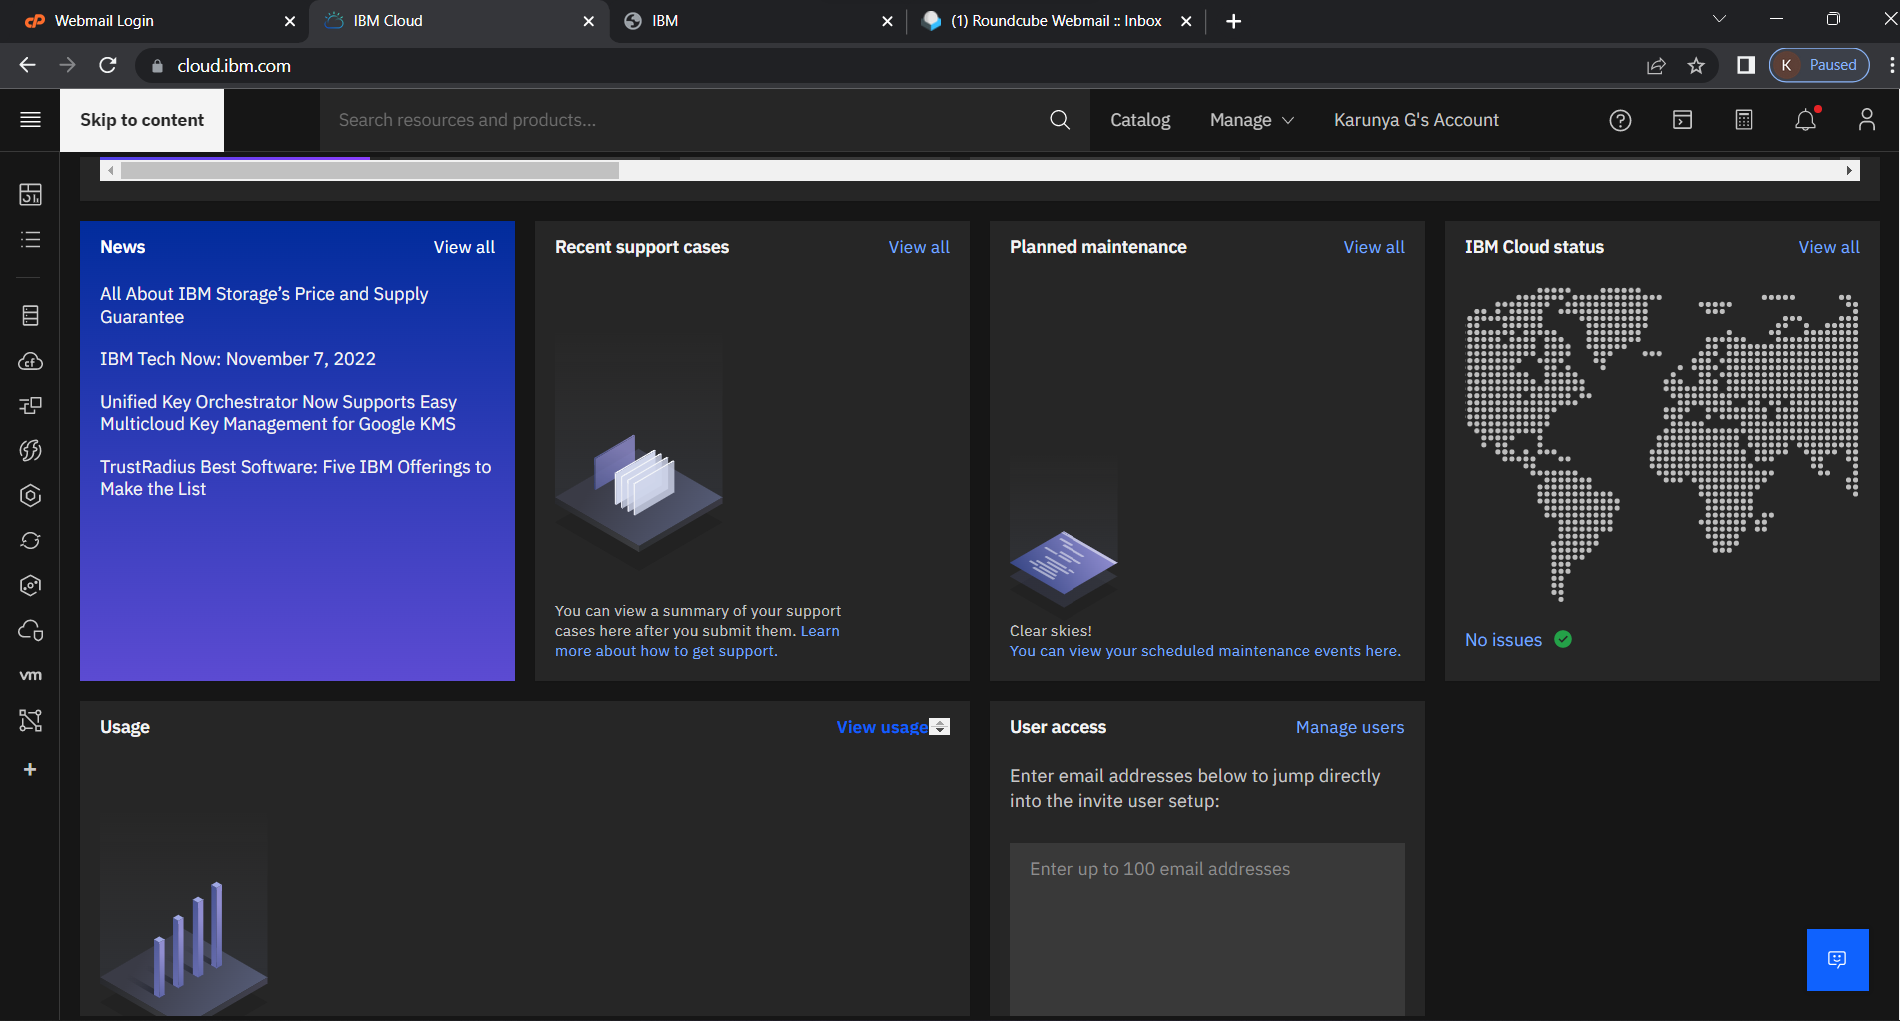 Webmail Login
IBM Cloud
IBM
(1) Roundcube Webmail :: Inbox
cloud.ibm.com
K Paused
Skip to content
Search resources and products...
Catalog
Manage
Karunya G's Account
News
View all
All About IBM Storage’s Price and Supply
Guarantee
IBM Tech Now: November 7, 2022
Unified Key Orchestrator Now Supports Easy
Multicloud Key Management for Google KMS
TrustRadius Best Software: Five IBM Offerings to
Make the List
Recent support cases
View all
You can view a summary of your support
cases here after you submit them. Learn
more about how to get support.
Planned maintenance
View all
Clear skies!
You can view your scheduled maintenance events here.
IBM Cloud status
View all
No issues
cf
vm
Usage
View usage
User access
Manage users
Enter email addresses below to jump directly
into the invite user setup:
Enter up to 100 email addresses